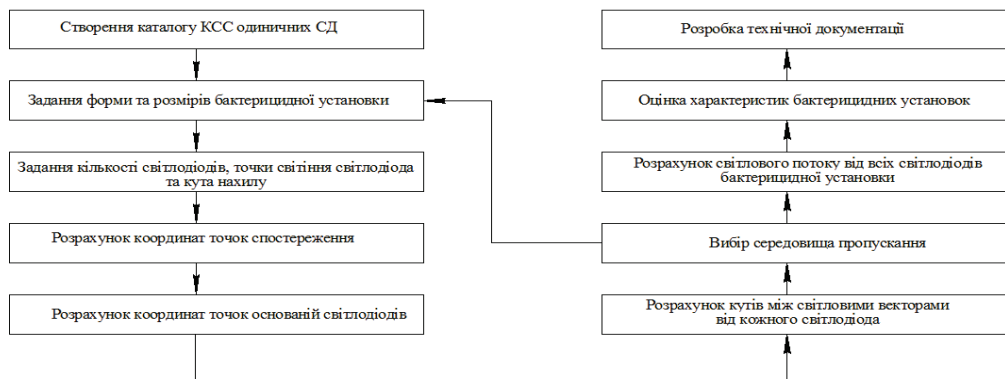 Створення каталогу КСС одиничних СД
Задання форми та розмірів бактерицидної установки
Задання кількості світлодіодів, точки світіння світлодіода
та кута нахилу
Розрахунок координат точок спостереження
Розрахунок координат точок основаній світлодіодів
Розробка технічної документації
Оцінка характеристик бактерицидних установок
Розрахунок світлового потоку від всіх світлодіодів
бактерицидної установки
Вибір середовища пропускання
Розрахунок кутів між світловими векторами
від кожного світлодіода